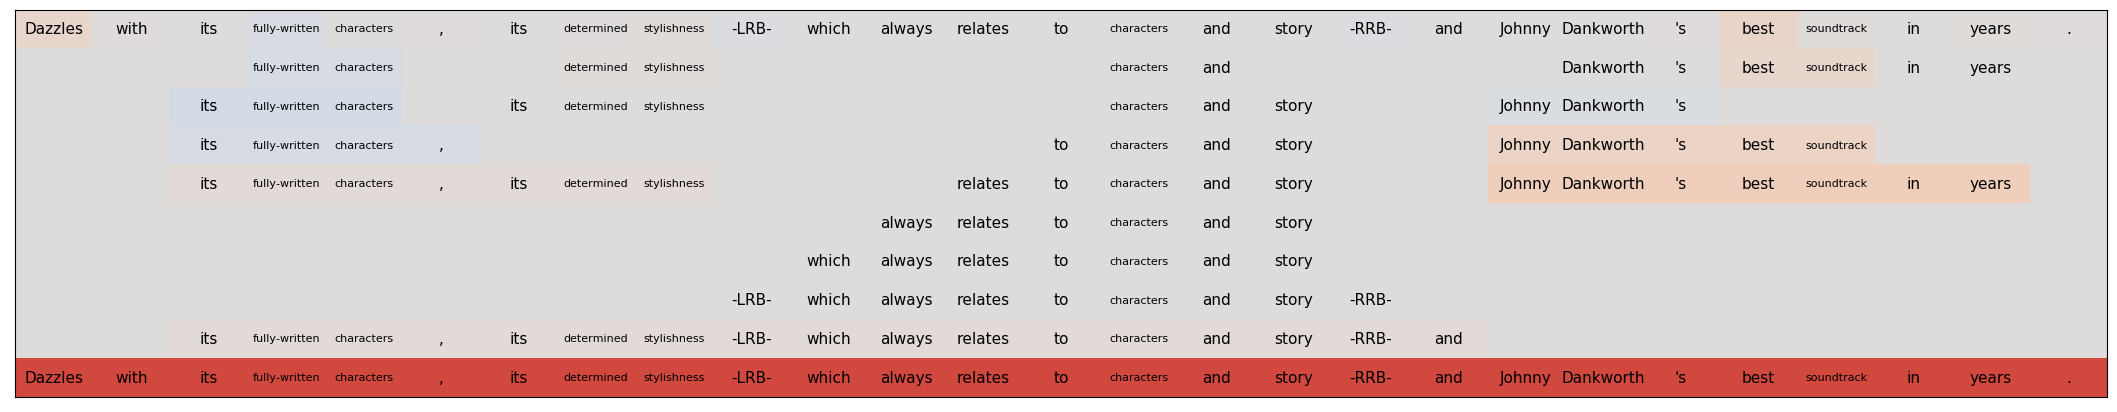 Dazzles with its fully-written characters , its determined stylishness -LRB- which always relates to characters and story -RRB- and Johnny Dankworth 's best soundtrack in years .
fully-written characters determined stylishness characters and Dankworth 's best soundtrack in years
its fully-written characters its determined stylishness characters and story Johnny Dankworth 's
its fully-written characters , to characters and story Johnny Dankworth 's best soundtrack
its fully-written characters , its determined stylishness relates to characters and story Johnny Dankworth 's best soundtrack in years
always relates to characters and story
which always relates to characters and story
-LRB- which always relates to characters and story -RRB-
its fully-written characters , its determined stylishness -LRB- which always relates to characters and story -RRB- and
Dazzles with its fully-written characters , its determined stylishness -LRB- which always relates to characters and story -RRB- and Johnny Dankworth 's best soundtrack in years .